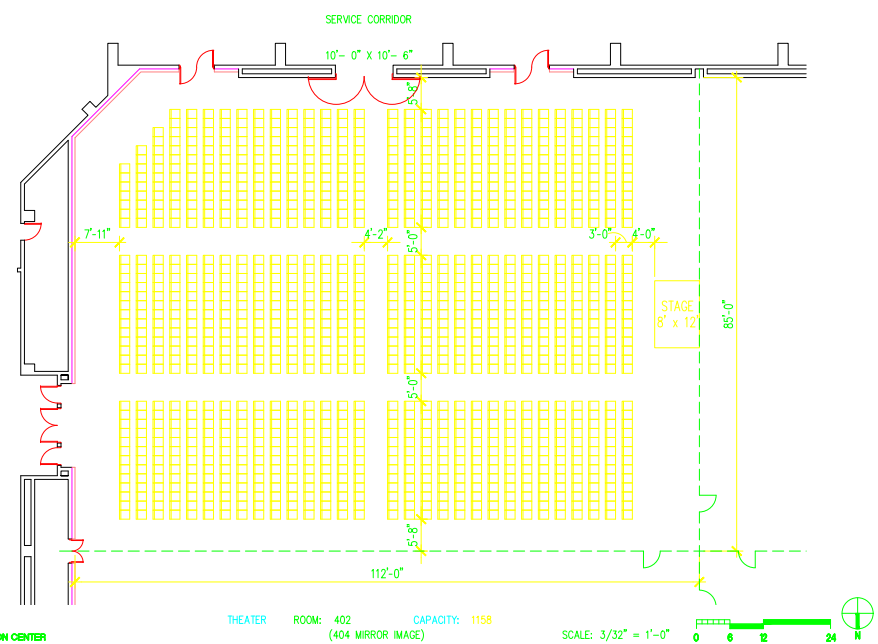 SERVICE CORRIDOR
10'- 0" X 10'- 6"
5'-8"
7'-11"
4'-2"
5'-0"
3'-0"
4'-0"
STAGE
8' x 12'
85'-0"
5'-0"
5'-8"
112'-0"
THEATER ROOM: 402 CAPACITY: 1158
(404 MIRROR IMAGE)
SCALE: 3/32" = 1'-0"
0 6 12 24
N
ON CENTER